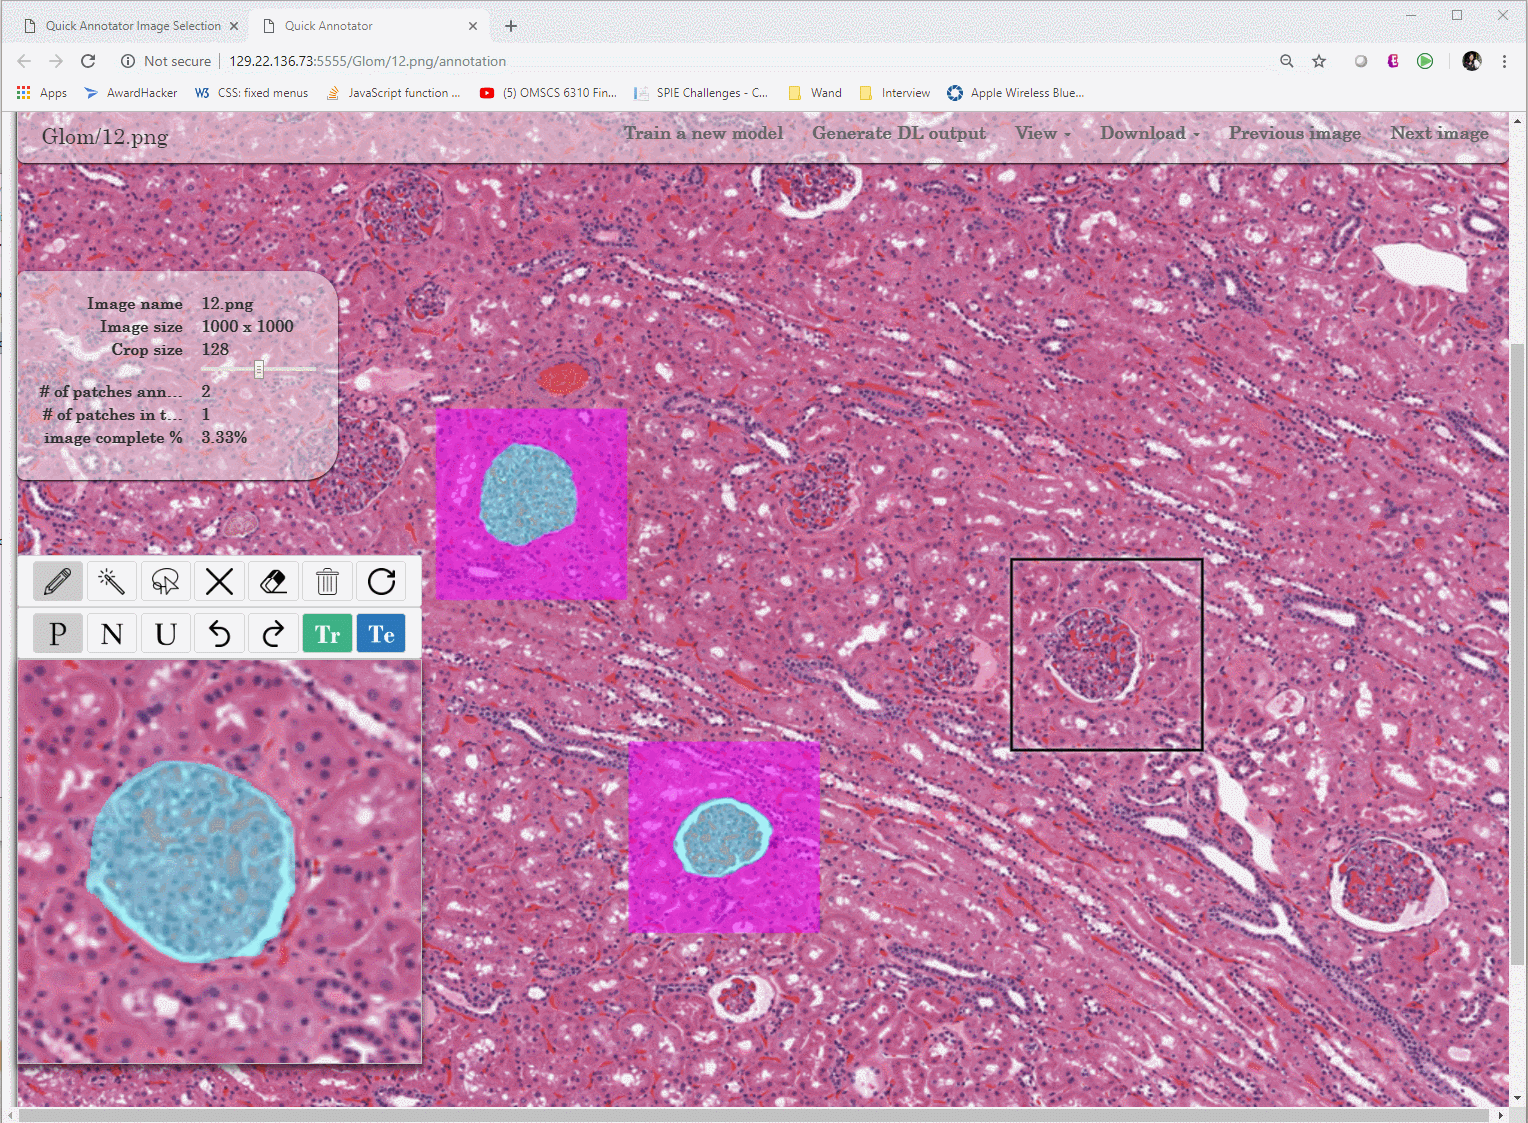 Quick Annotator Image Selection
Quick Annotator
Not secure
129.22.136.73:5555/Glom/12.png/annotation
Apps
AwardHacker
W3 CSS: fixed menus
JavaScript function ...
(5) OMSCS 6310 Fin...
SPIE Challenges - C...
Wand
Interview
Apple Wireless Blue...
Glom/12.png
Train a new model
Generate DL output
View
Download
Previous image
Next image
Image name 12.png
Image size 1000 x 1000
Crop size 128
# of patches ann... 2
# of patches in t... 1
image complete % 3.33%
P N U Tr Te